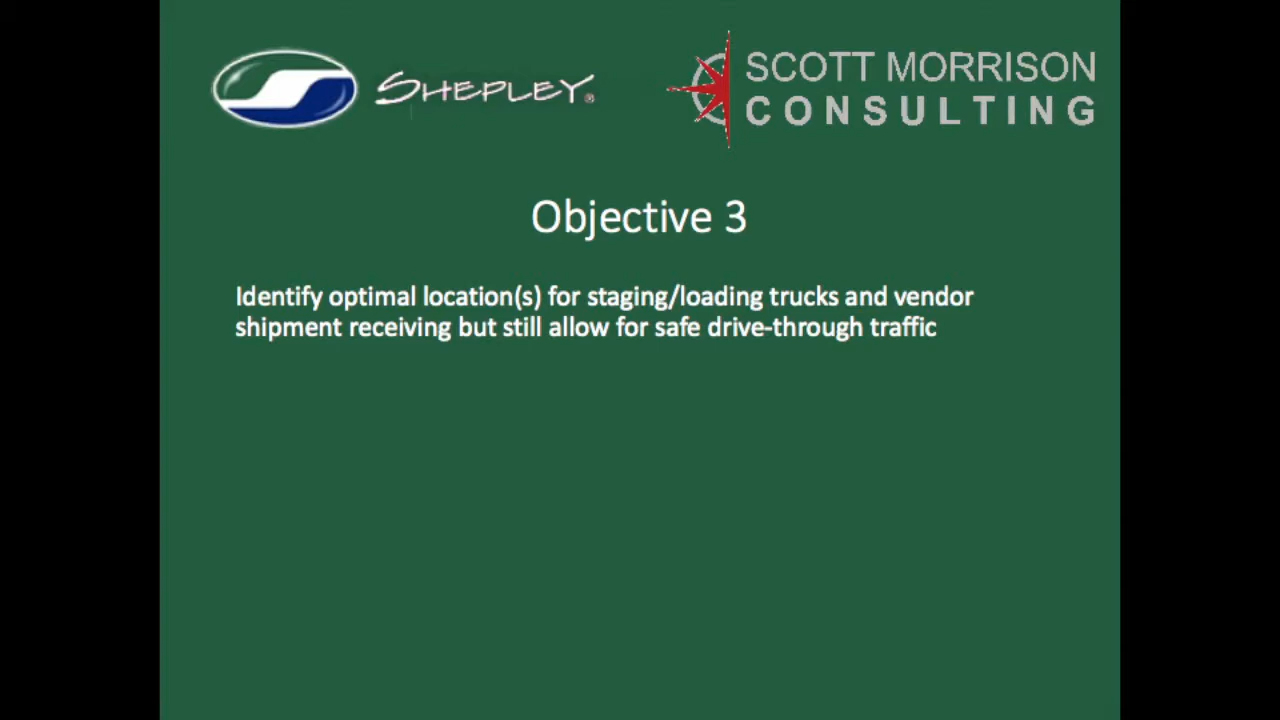 SHEPLEY®
SCOTT MORRISON
CONSULTING
Objective 3
Identify optimal location(s) for staging/loading trucks and vendor
shipment receiving but still allow for safe drive-through traffic